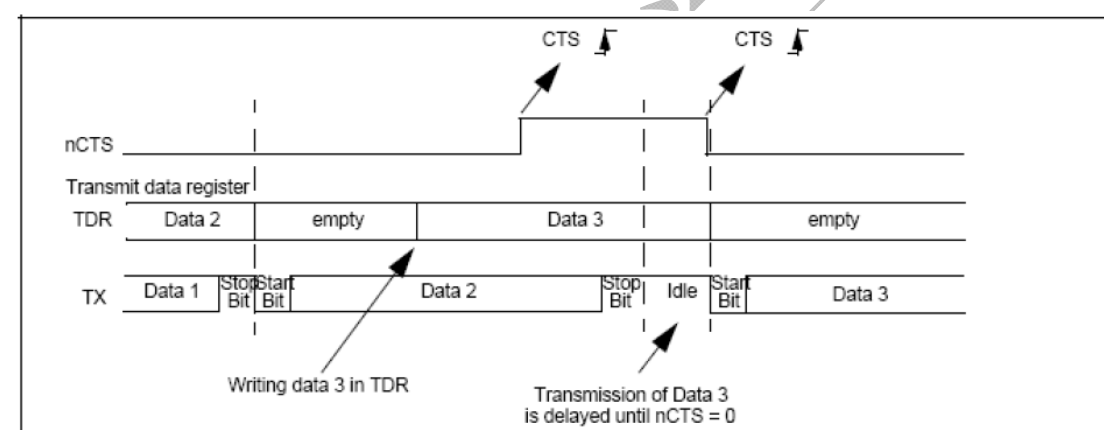 CTS CTS
nCTS
Transmit data register
TDR Data 2 empty Data 3 empty
TX Data 1 Stop Bit Start Bit Data 2 Stop Bit Idle Start Bit Data 3
Writing data 3 in TDR
Transmission of Data 3
is delayed until nCTS = 0